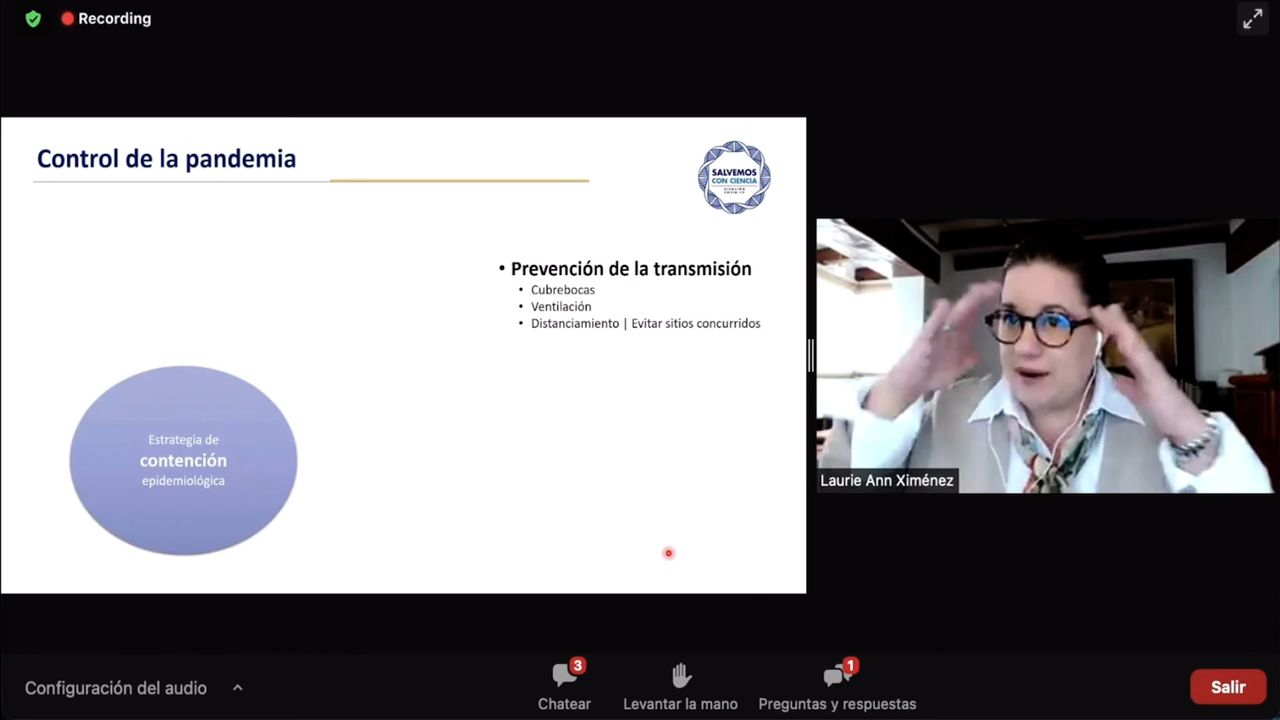 Recording
Control de la pandemia
SALVEMOS
CON CIENCIA
• Prevención de la transmisión
• Cubrebocas
• Ventilación
• Distanciamiento | Evitar sitios concurridos
Estrategia de
contención
epidemiológica
Laurie Ann Ximénez
Configuración del audio
3
Chatear
Levantar la mano
1
Preguntas y respuestas
Salir